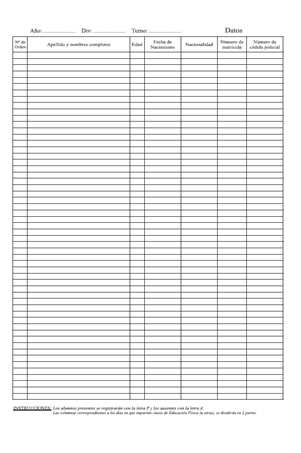 Año: ..................... Div: ..................... Turno: ..................... Datos
Nº de Orden Apellido y nombres completos Edad Fecha de Nacimiento Nacionalidad Número de matrícula Número de cédula policial
INSTRUCCIONES: Los alumnos presentes se registrarán con la letra P y los ausentes con la letra A.
Las columnas correspondientes a los días en que impartan clases de Educación Física (u otras), se dividirán en 2 partes.